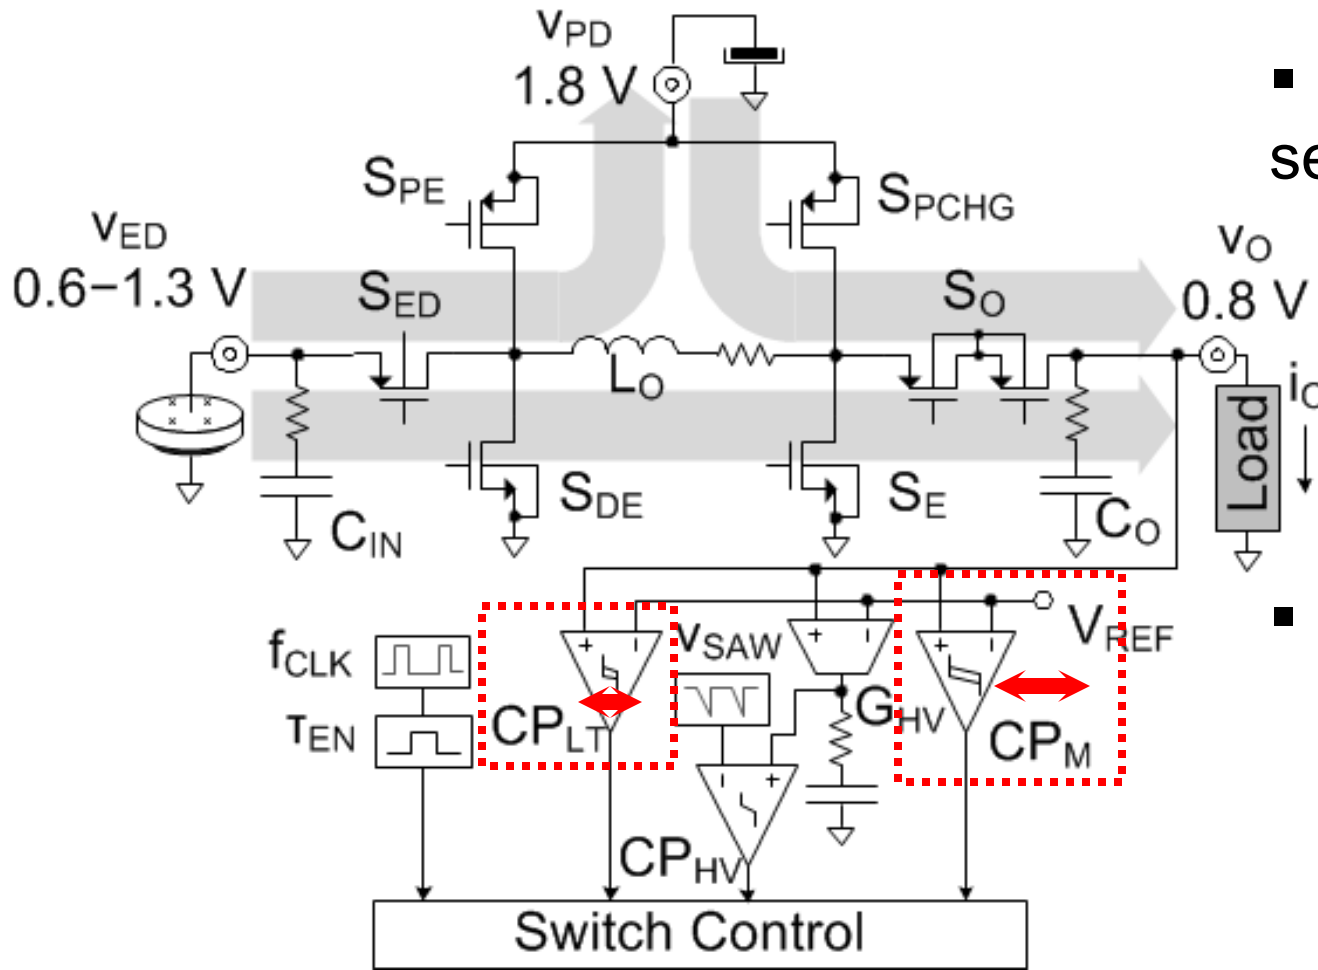 vPD
1.8 V
SPE
SPCHG
vED
0.6−1.3 V
SED
SO
vO
0.8 V
LO
SDE
SE
CIN
CO
Load
fCLK
τEN
CPLT
+ −
vSAW
+ −
GHV
+ −
VREF
CPM
− +
CPHV
Switch Control